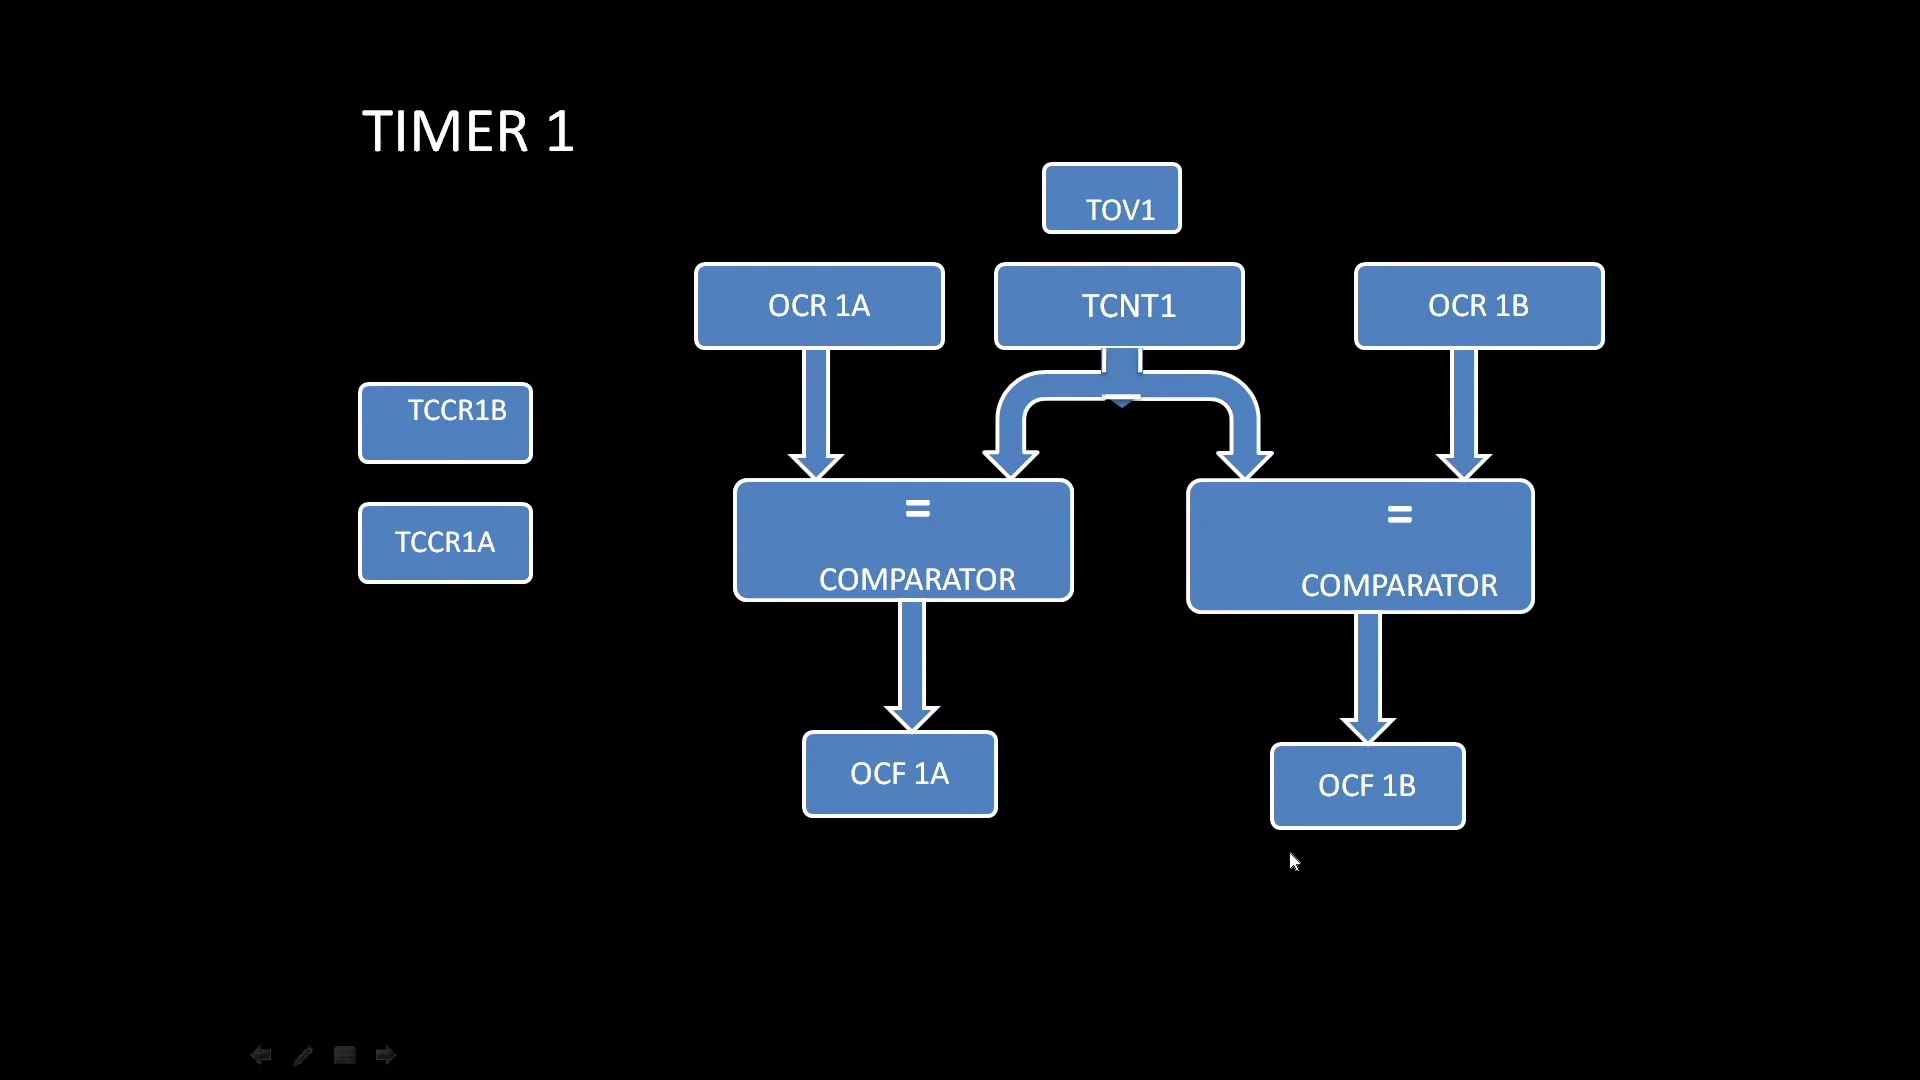 TIMER 1
TOV1
OCR 1A
TCNT1
OCR 1B
TCCR1B
TCCR1A
=
COMPARATOR
=
COMPARATOR
OCF 1A
OCF 1B